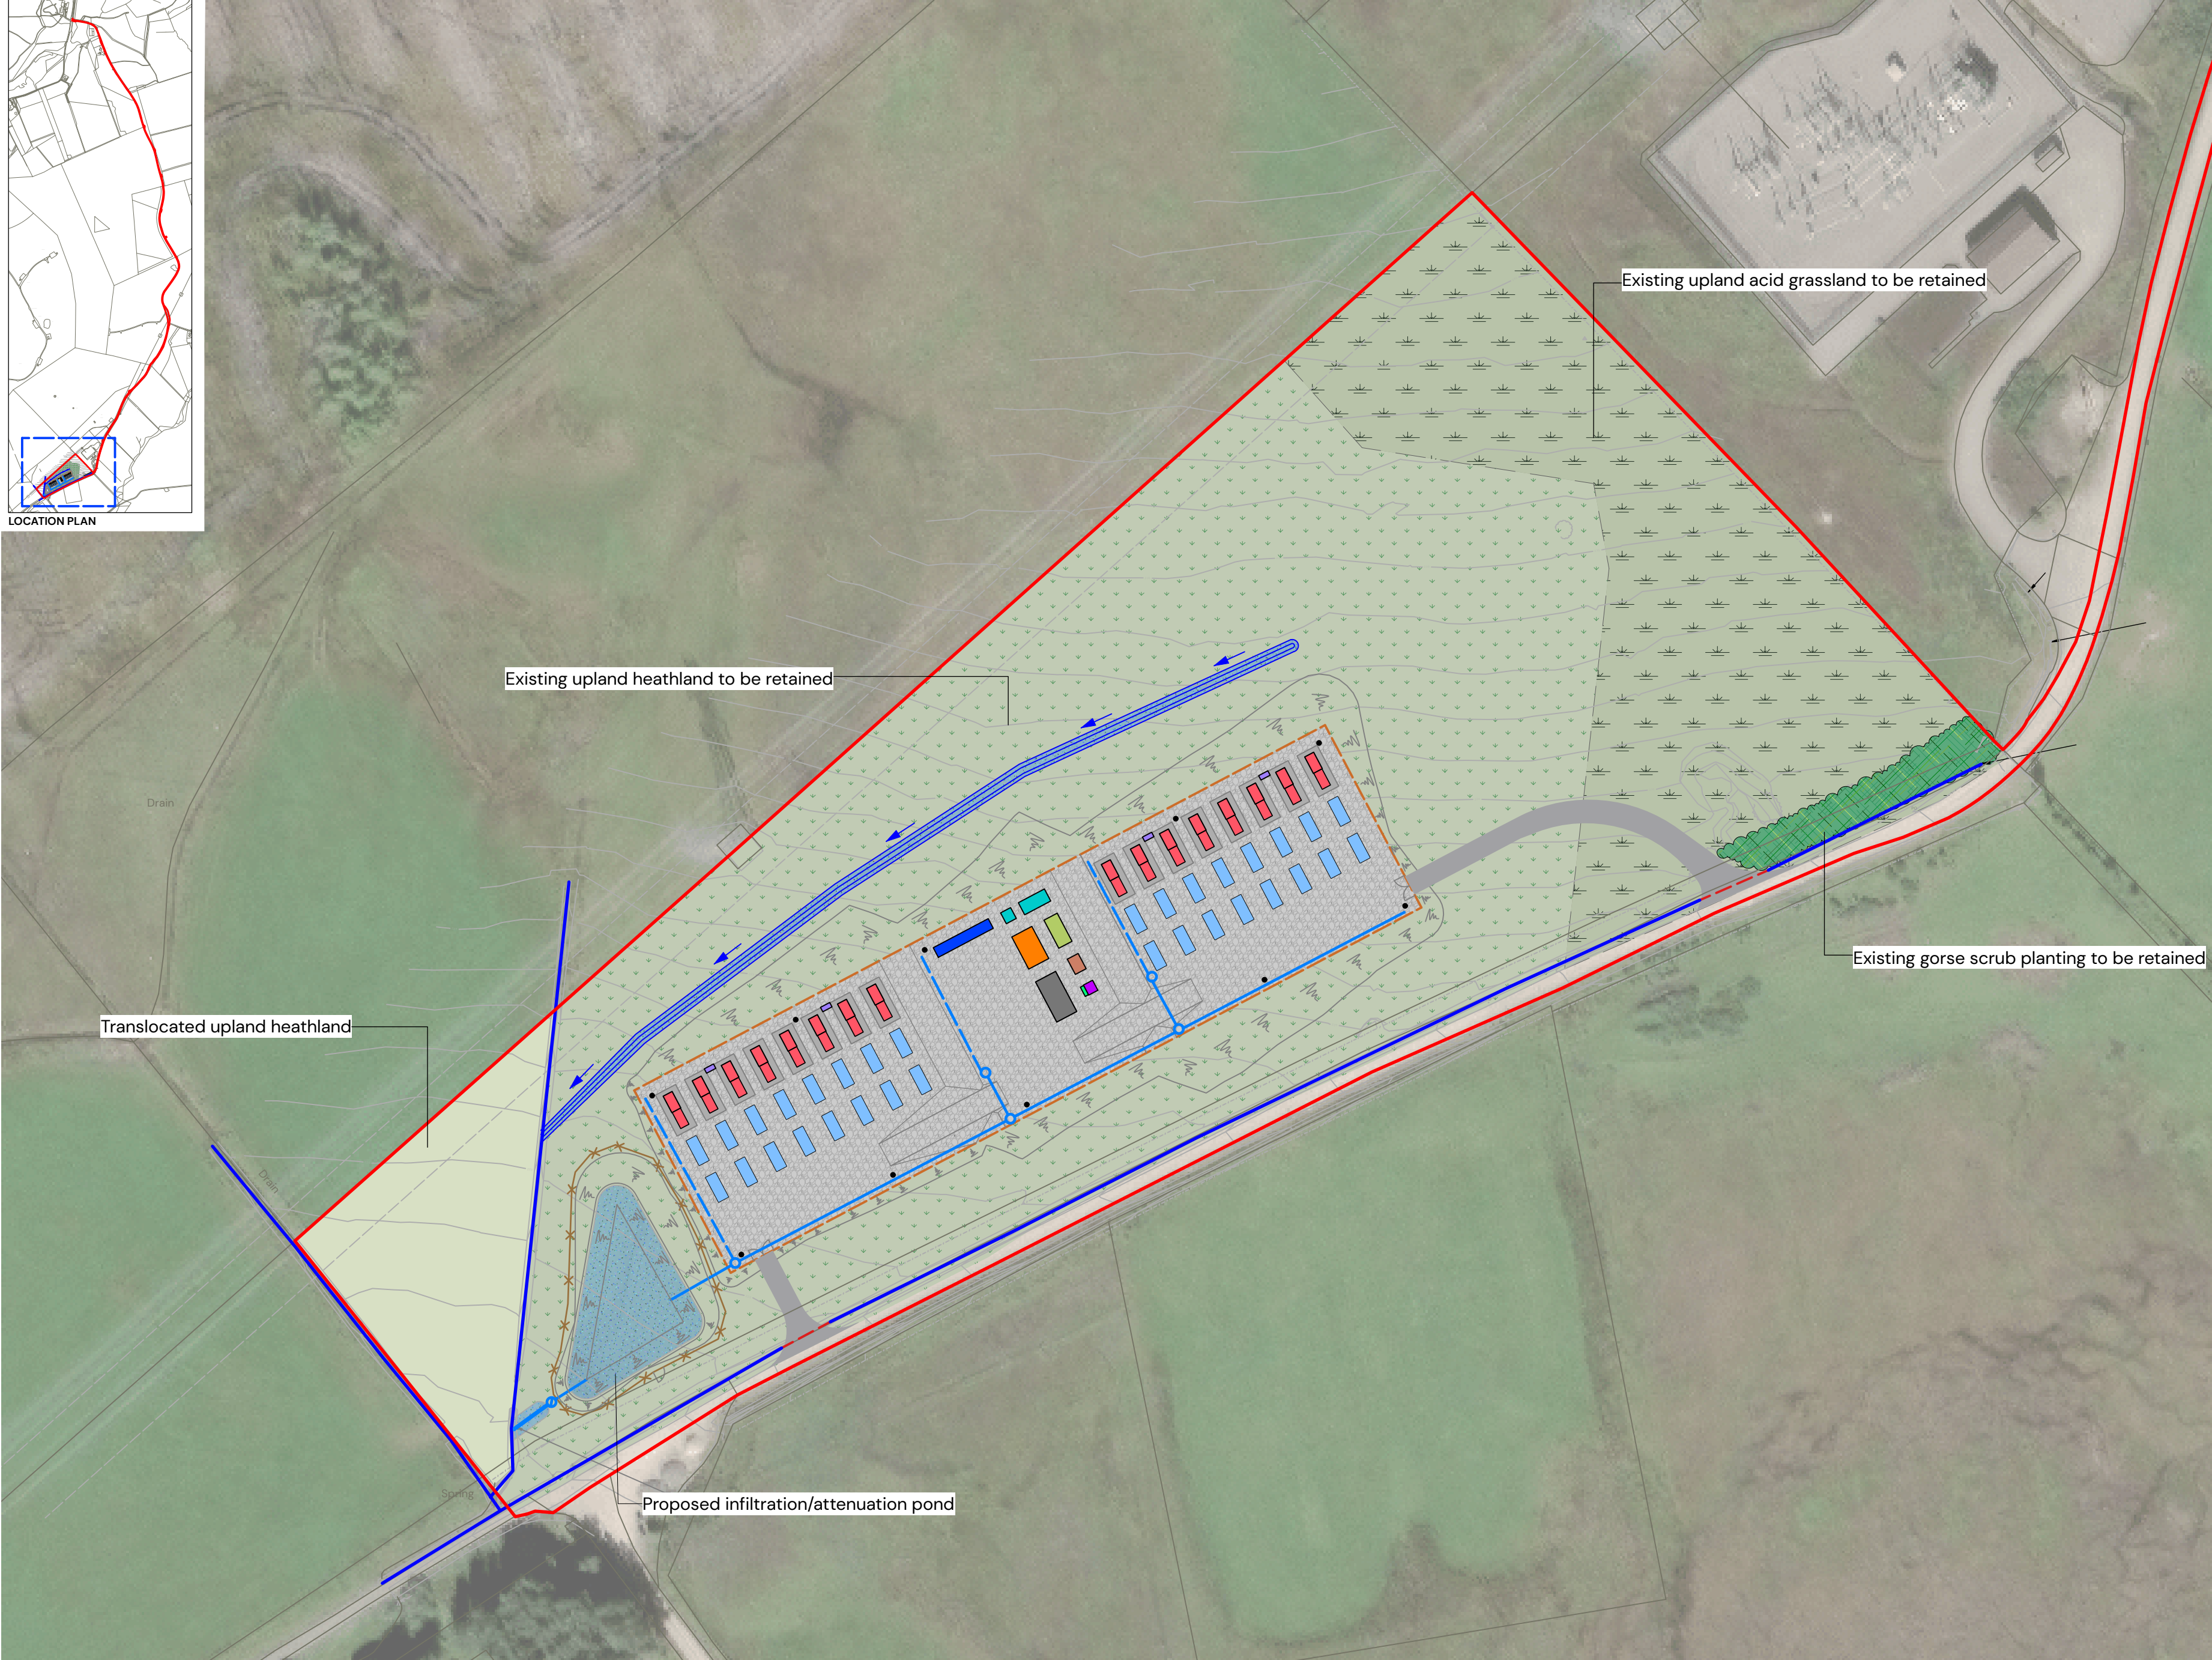 LOCATION PLAN
Existing upland acid grassland to be retained
Existing upland heathland to be retained
Drain
Existing gorse scrub planting to be retained
Translocated upland heathland
Drain
Spring
Proposed infiltration/attenuation pond